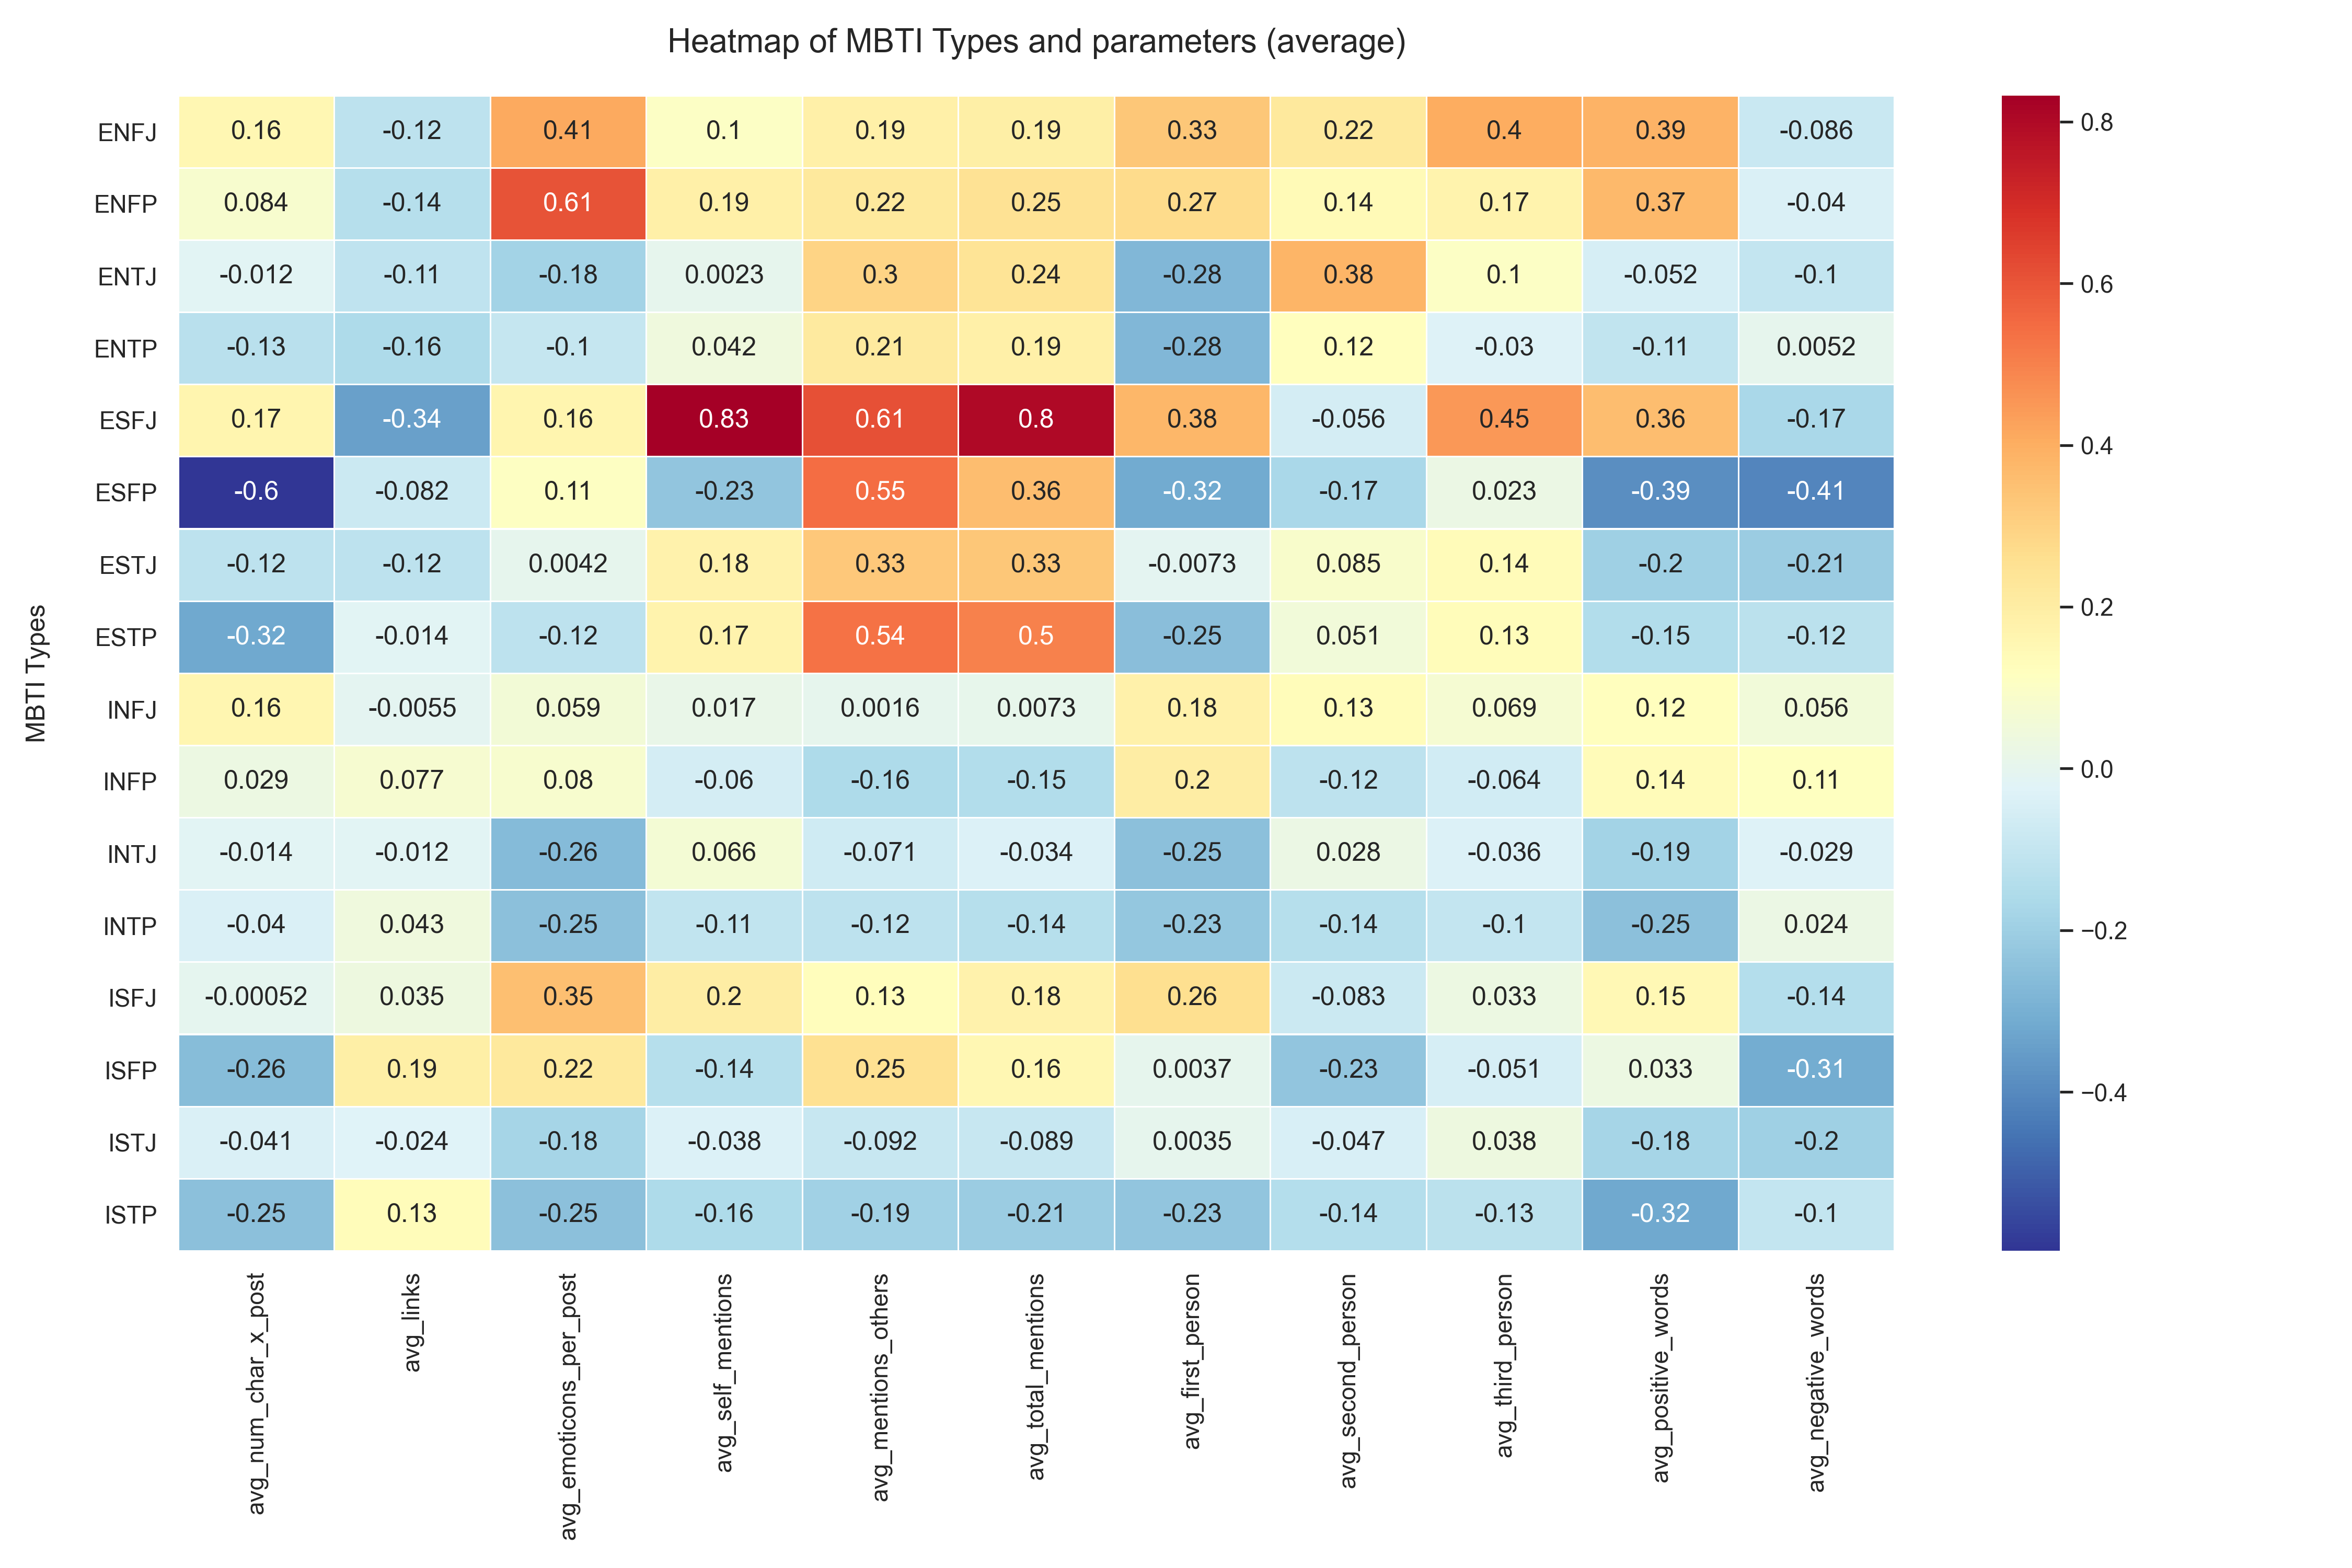 Heatmap of MBTI Types and parameters (average)
MBTI Types
ENFJ 0.16 -0.12 0.41 0.1 0.19 0.19 0.33 0.22 0.4 0.39 -0.086
ENFP 0.084 -0.14 0.61 0.19 0.22 0.25 0.27 0.14 0.17 0.37 -0.04
ENTJ -0.012 -0.11 -0.18 0.0023 0.3 0.24 -0.28 0.38 0.1 -0.052 -0.1
ENTP -0.13 -0.16 -0.1 0.042 0.21 0.19 -0.28 0.12 -0.03 -0.11 0.0052
ESFJ 0.17 -0.34 0.16 0.83 0.61 0.8 0.38 -0.056 0.45 0.36 -0.17
ESFP -0.6 -0.082 0.11 -0.23 0.55 0.36 -0.32 -0.17 0.023 -0.39 -0.41
ESTJ -0.12 -0.12 0.0042 0.18 0.33 0.33 -0.0073 0.085 0.14 -0.2 -0.21
ESTP -0.32 -0.014 -0.12 0.17 0.54 0.5 -0.25 0.051 0.13 -0.15 -0.12
INFJ 0.16 -0.0055 0.059 0.017 0.0016 0.0073 0.18 0.13 0.069 0.12 0.056
INFP 0.029 0.077 0.08 -0.06 -0.16 -0.15 0.2 -0.12 -0.064 0.14 0.11
INTJ -0.014 -0.012 -0.26 0.066 -0.071 -0.034 -0.25 0.028 -0.036 -0.19 -0.029
INTP -0.04 0.043 -0.25 -0.11 -0.12 -0.14 -0.23 -0.14 -0.1 -0.25 0.024
ISFJ -0.00052 0.035 0.35 0.2 0.13 0.18 0.26 -0.083 0.033 0.15 -0.14
ISFP -0.26 0.19 0.22 -0.14 0.25 0.16 0.0037 -0.23 -0.051 0.033 -0.31
ISTJ -0.041 -0.024 -0.18 -0.038 -0.092 -0.089 0.0035 -0.047 0.038 -0.18 -0.2
ISTP -0.25 0.13 -0.25 -0.16 -0.19 -0.21 -0.23 -0.14 -0.13 -0.32 -0.1
avg_num_char_x_post
avg_links
avg_emoticons_per_post
avg_self_mentions
avg_mentions_others
avg_total_mentions
avg_first_person
avg_second_person
avg_third_person
avg_positive_words
avg_negative_words
0.8
0.6
0.4
0.2
0.0
−0.2
−0.4